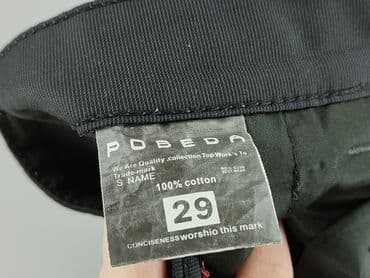 POBEDA
We Are Quality .collection Top Work's To
Trade-mark
S NAME
100% cotton
29
CONCISENESS worshio this mark